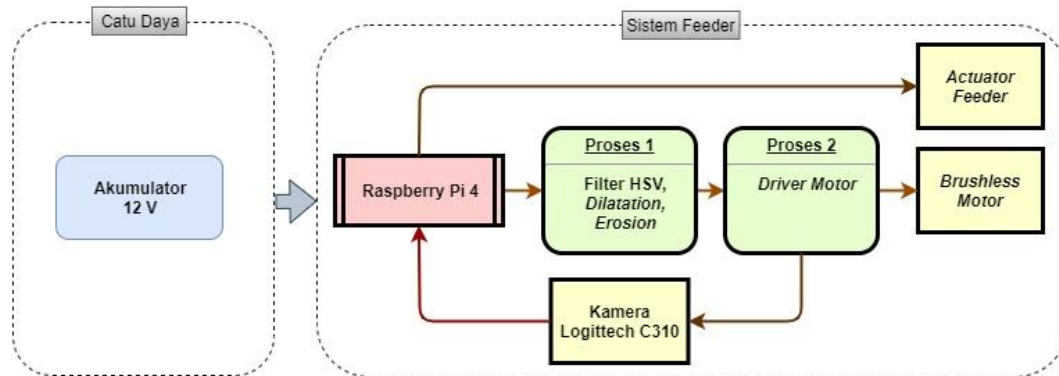 Catu Daya
Sistem Feeder
Akumulator
12 V
Raspberry Pi 4
Proses 1
Filter HSV,
Dilatation,
Erosion
Proses 2
Driver Motor
Actuator
Feeder
Brushless
Motor
Kamera
Logittech C310